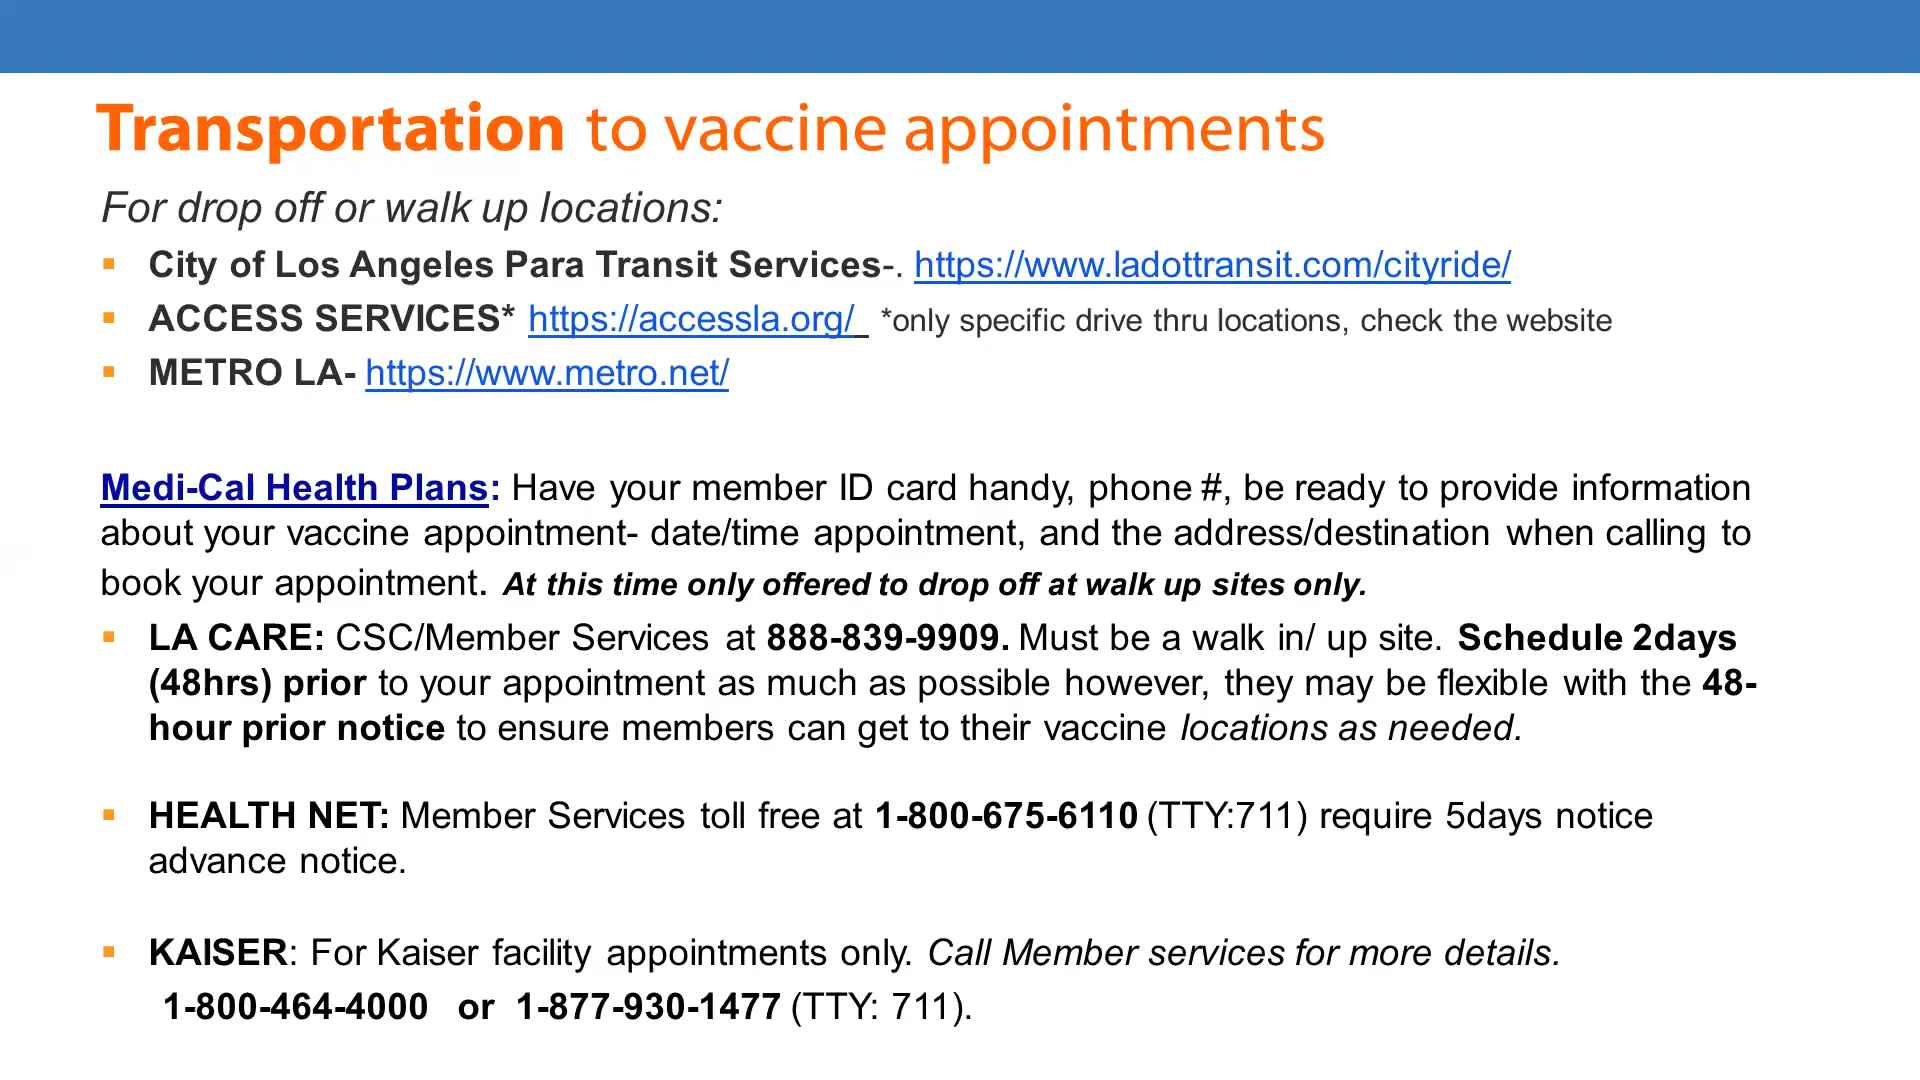 Transportation to vaccine appointments
For drop off or walk up locations:
▪ City of Los Angeles Para Transit Services-. https://www.ladottransit.com/cityride/
▪ ACCESS SERVICES* https://accessla.org/  *only specific drive thru locations, check the website
▪ METRO LA- https://www.metro.net/
Medi-Cal Health Plans: Have your member ID card handy, phone #, be ready to provide information
about your vaccine appointment- date/time appointment, and the address/destination when calling to
book your appointment. At this time only offered to drop off at walk up sites only.
▪ LA CARE: CSC/Member Services at 888-839-9909. Must be a walk in/ up site. Schedule 2days
(48hrs) prior to your appointment as much as possible however, they may be flexible with the 48-
hour prior notice to ensure members can get to their vaccine locations as needed.
▪ HEALTH NET: Member Services toll free at 1-800-675-6110 (TTY:711) require 5days notice
advance notice.
▪ KAISER: For Kaiser facility appointments only. Call Member services for more details.
1-800-464-4000 or 1-877-930-1477 (TTY: 711).